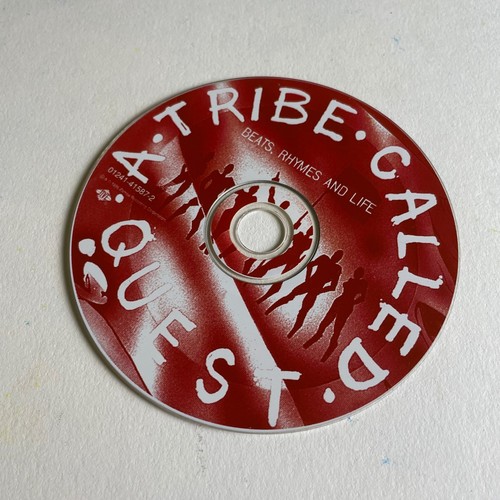 A·TRIBE·CALLED·QUEST
BEATS, RHYMES AND LIFE
01241-41587-2